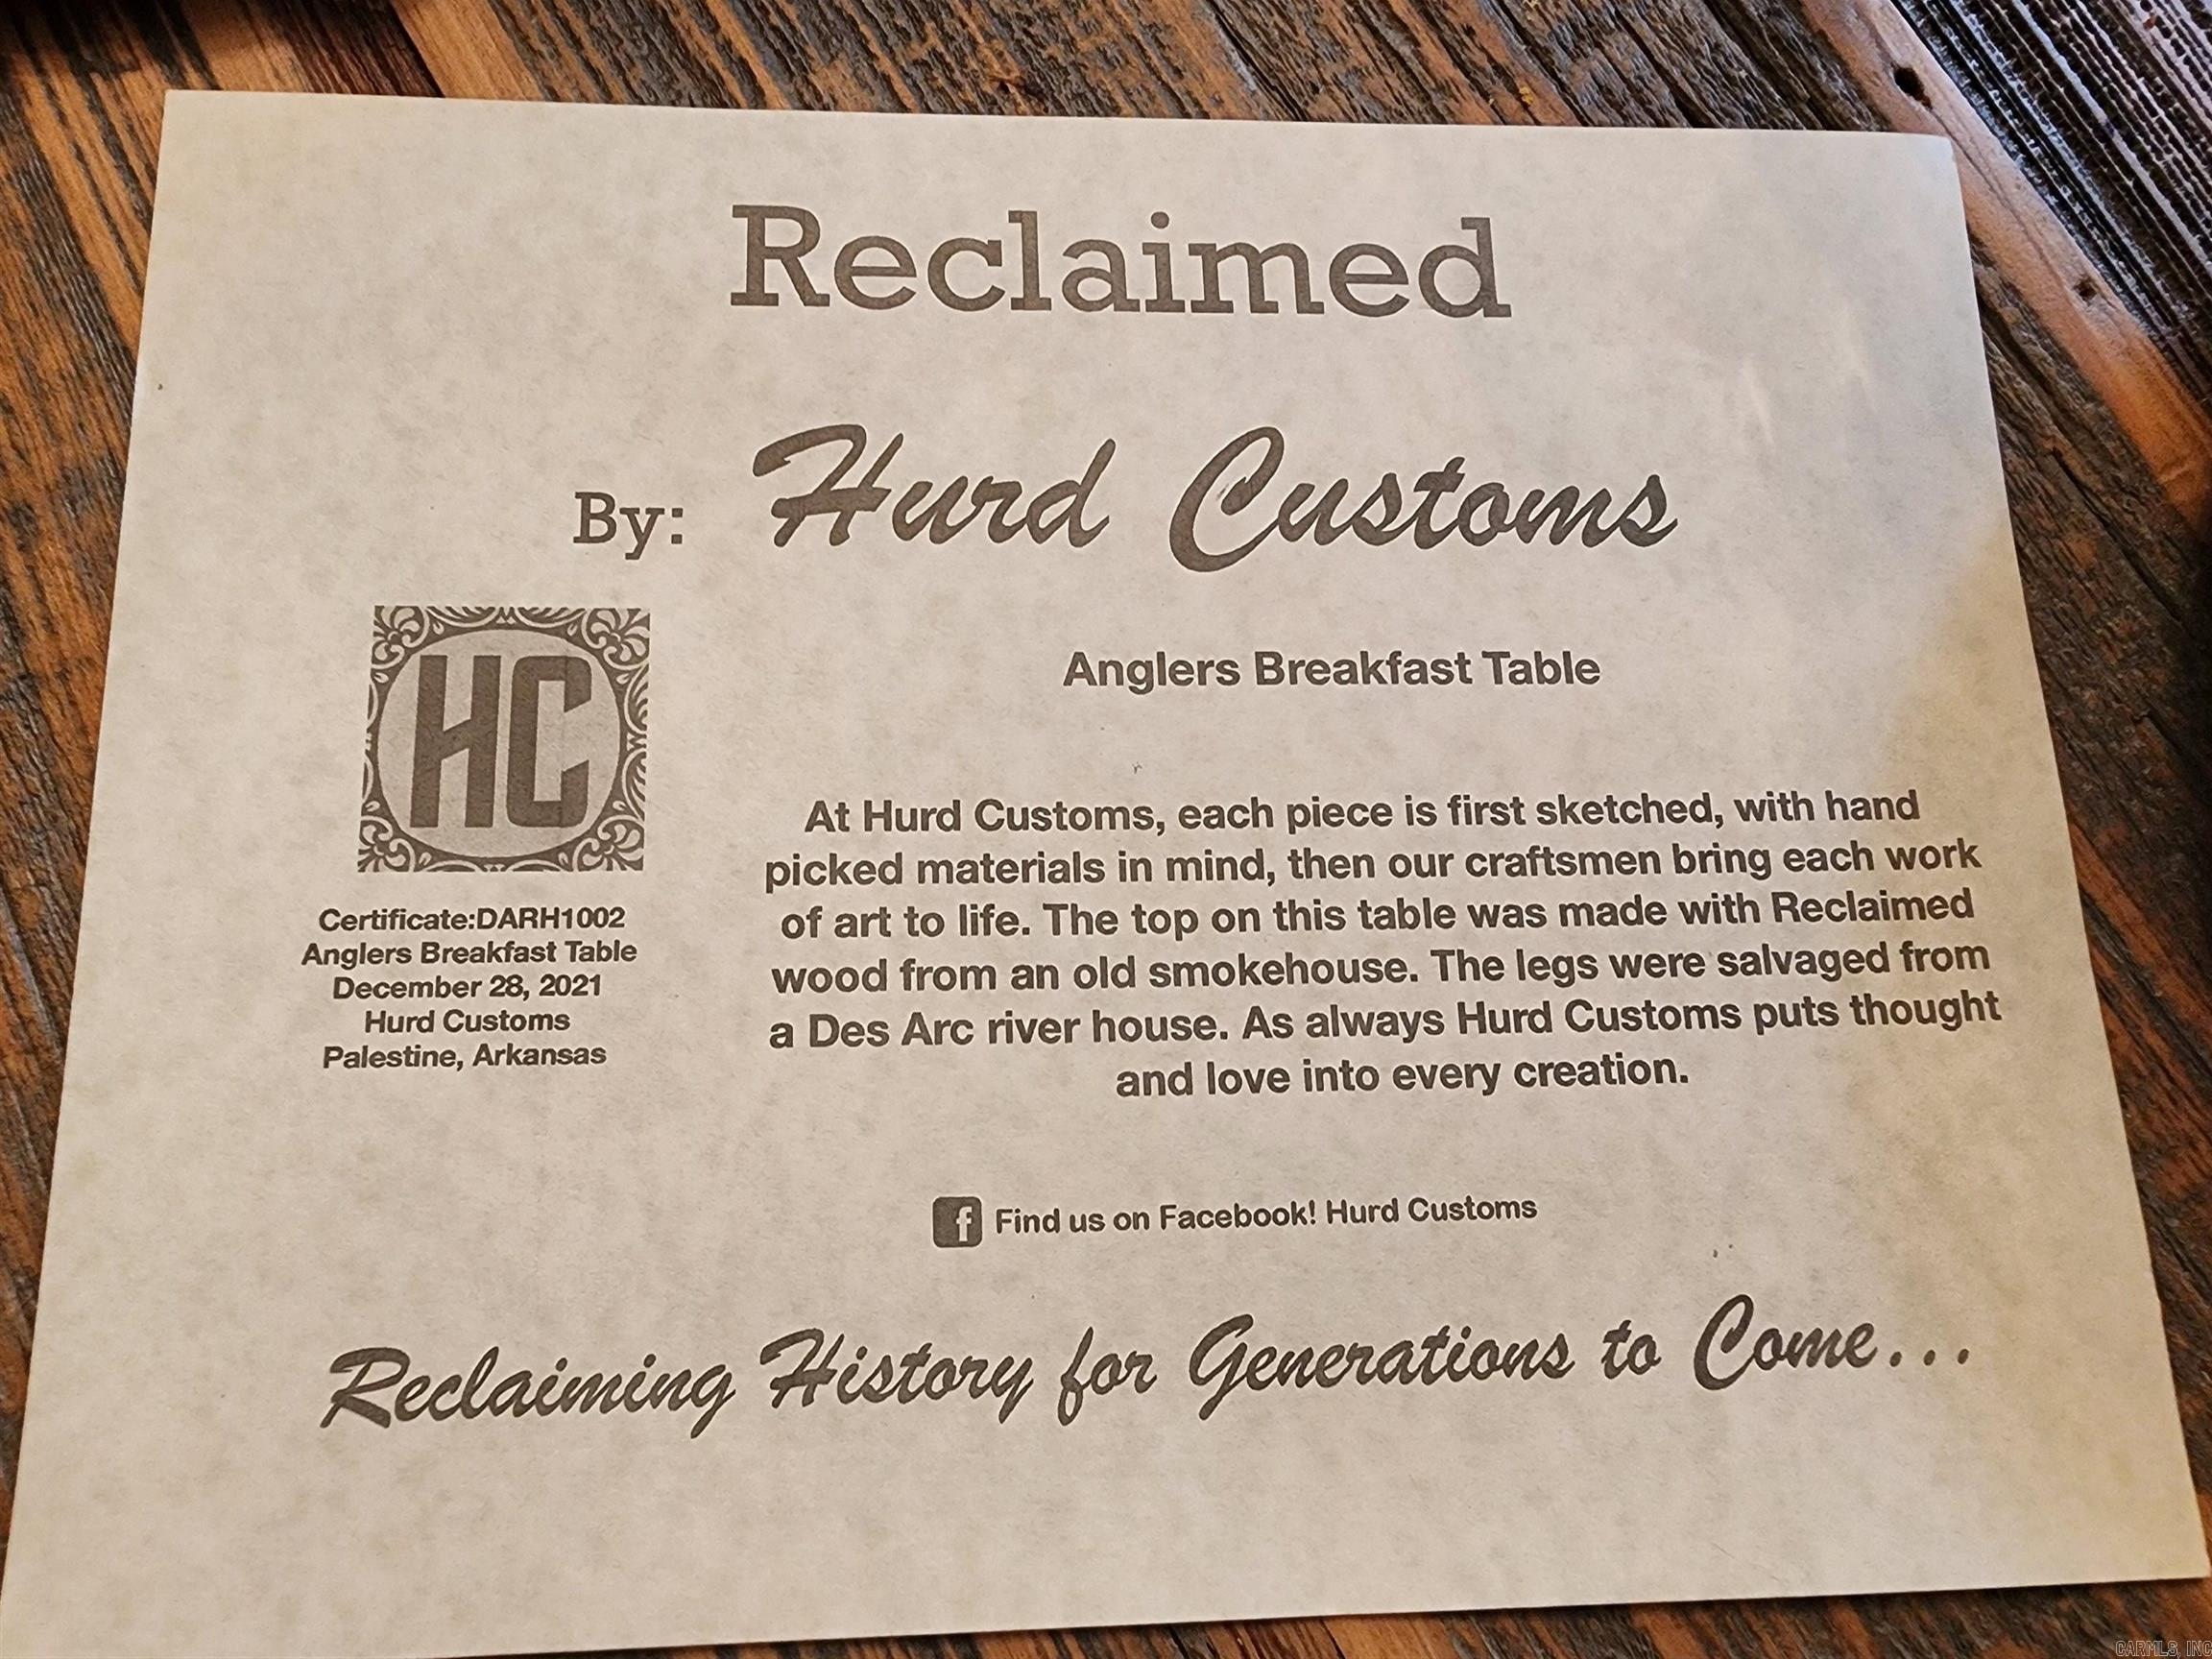 Reclaimed
By: Hurd Customs
HC
Certificate:DARH1002
Anglers Breakfast Table
December 28, 2021
Hurd Customs
Palestine, Arkansas
Anglers Breakfast Table
At Hurd Customs, each piece is first sketched, with hand
picked materials in mind, then our craftsmen bring each work
of art to life. The top on this table was made with Reclaimed
wood from an old smokehouse. The legs were salvaged from
a Des Arc river house. As always Hurd Customs puts thought
and love into every creation.
f Find us on Facebook! Hurd Customs
Reclaiming History for Generations to Come...
CARMLS, INC